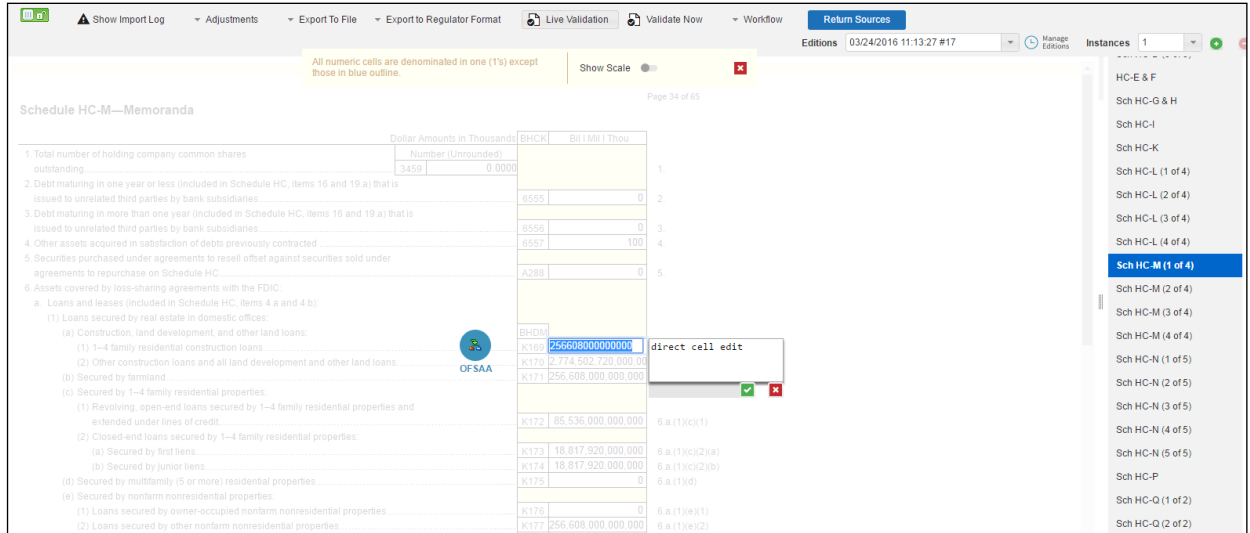 Show Import Log Adjustments Export To File Export to Regulator Format Live Validation Validate Now Workflow Return Sources
Editions 03/24/2016 11:13:27 #17 Manage Editions Instances 1
All numeric cells are denominated in one (1's) except
those in blue outline.
Show Scale
HC-E & F
Page 34 of 65
Schedule HC-M—Memoranda
Sch HC-G & H
Sch HC-I
Dollar Amounts in Thousands BHCK Bil I Mil I Thou
1. Total number of holding company common shares Number (Unrounded)
Sch HC-K
outstanding 3459 0.0000 1.
Sch HC-L (1 of 4)
2. Debt maturing in one year or less (included in Schedule HC, items 16 and 19.a) that is
Sch HC-L (2 of 4)
issued to unrelated third parties by bank subsidiaries 6555 0 2.
3. Debt maturing in more than one year (included in Schedule HC, items 16 and 19.a) that is
Sch HC-L (3 of 4)
issued to unrelated third parties by bank subsidiaries 6556 0 3.
4. Other assets acquired in satisfaction of debts previously contracted 6557 100 4.
Sch HC-L (4 of 4)
5. Securities purchased under agreements to resell offset against securities sold under
Sch HC-M (1 of 4)
agreements to repurchase on Schedule HC A288 0 5.
6. Assets covered by loss-sharing agreements with the FDIC:
Sch HC-M (2 of 4)
a. Loans and leases (included in Schedule HC, items 4.a and 4.b):
Sch HC-M (3 of 4)
(1) Loans secured by real estate in domestic offices:
(a) Construction, land development, and other land loans: BHDM
Sch HC-M (4 of 4)
(1) 1–4 family residential construction loans K169 256608000000000 direct cell edit
Sch HC-N (1 of 5)
(2) Other construction loans and all land development and other land loans K170 2,774,502,720,000,00
OFSAA
(b) Secured by farmland K171 256,608,000,000,000
Sch HC-N (2 of 5)
(c) Secured by 1–4 family residential properties:
Sch HC-N (3 of 5)
(1) Revolving, open-end loans secured by 1–4 family residential properties and
extended under lines of credit K172 85,536,000,000,000 6.a.(1)(c)(1)
Sch HC-N (4 of 5)
(2) Closed-end loans secured by 1–4 family residential properties:
(a) Secured by first liens K173 18,817,920,000,000 6.a.(1)(c)(2)(a)
Sch HC-N (5 of 5)
(b) Secured by junior liens K174 18,817,920,000,000 6.a.(1)(c)(2)(b)
Sch HC-P
(d) Secured by multifamily (5 or more) residential properties K175 0 6.a.(1)(d)
(e) Secured by nonfarm nonresidential properties:
Sch HC-Q (1 of 2)
(1) Loans secured by owner-occupied nonfarm nonresidential properties K176 0 6.a.(1)(e)(1)
(2) Loans secured by other nonfarm nonresidential properties K177 256,608,000,000,000 6.a.(1)(e)(2)
Sch HC-Q (2 of 2)